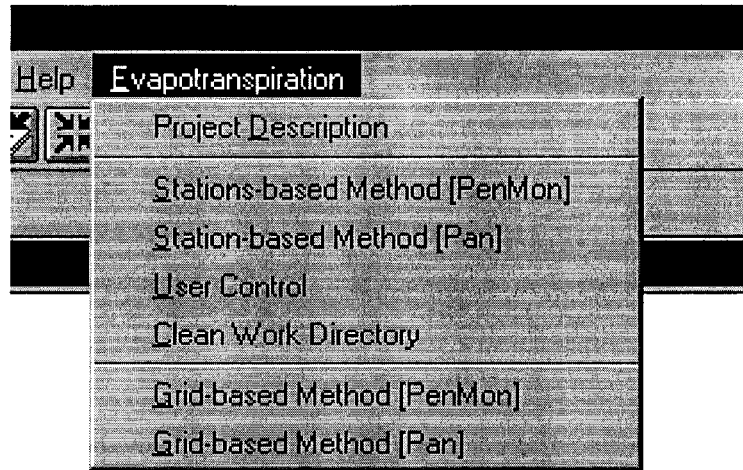 Help Evapotranspiration
Project Description
Stations-based Method [PenMon]
Station-based Method [Pan]
User Control
Clean Work Directory
Grid-based Method [PenMon]
Grid-based Method [Pan]